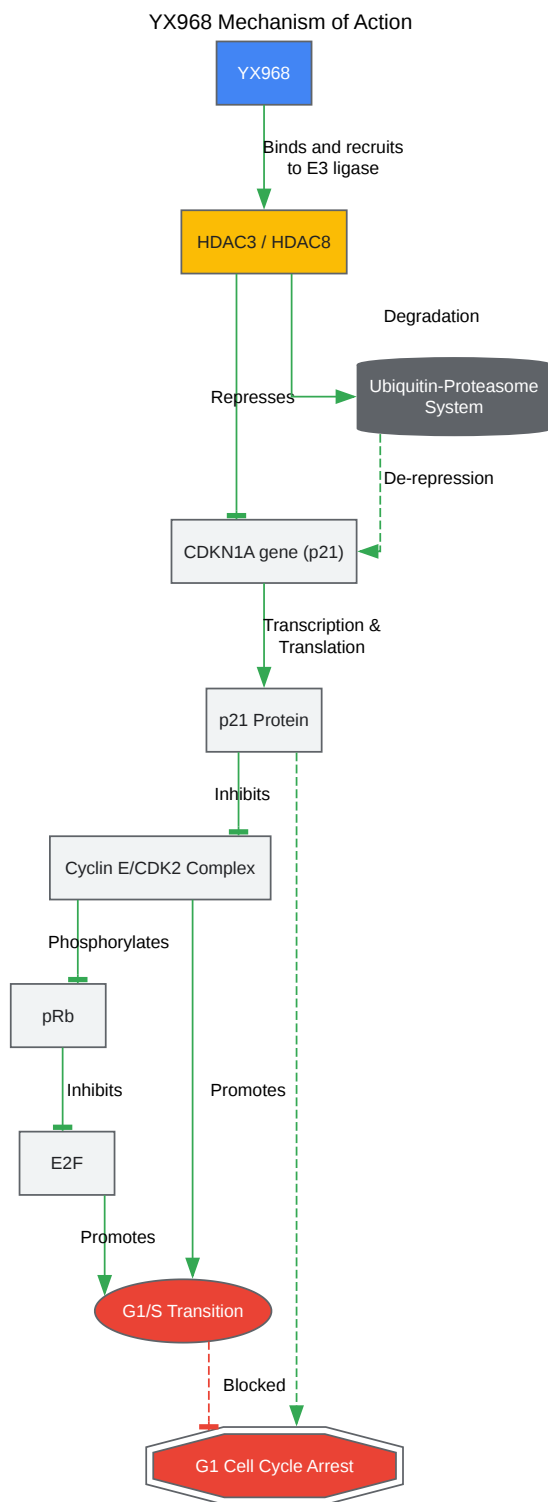 YX968 Mechanism of Action
YX968
Binds and recruits
to E3 ligase
HDAC3 / HDAC8
Degradation
Ubiquitin-Proteasome
System
Represses
De-repression
CDKN1A gene (p21)
Transcription &
Translation
p21 Protein
Inhibits
Cyclin E/CDK2 Complex
Phosphorylates
pRb
Inhibits
Promotes
E2F
Promotes
G1/S Transition
Blocked
G1 Cell Cycle Arrest